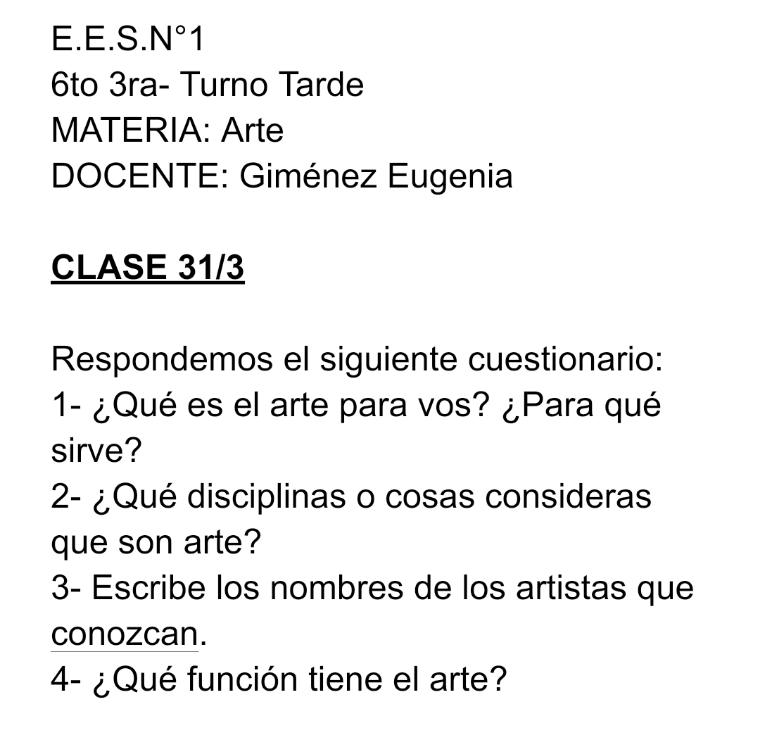 E.E.S.N°1
6to 3ra- Turno Tarde
MATERIA: Arte
DOCENTE: Giménez Eugenia
CLASE 31/3
Respondemos el siguiente cuestionario:
1- ¿Qué es el arte para vos? ¿Para qué
sirve?
2- ¿Qué disciplinas o cosas consideras
que son arte?
3- Escribe los nombres de los artistas que
conozcan.
4- ¿Qué función tiene el arte?